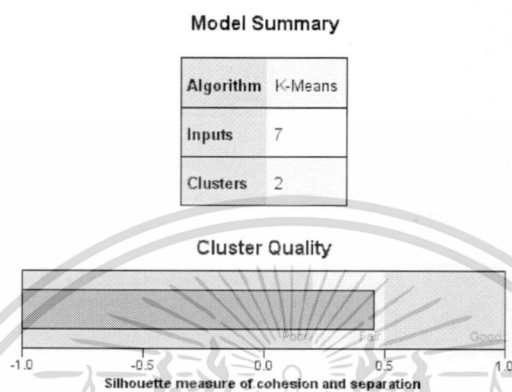 Model Summary
Algorithm K-Means
Inputs 7
Clusters 2
Cluster Quality
Poor Fair Good
-1.0 -0.5 0.0 0.5 1.0
Silhouette measure of cohesion and separation